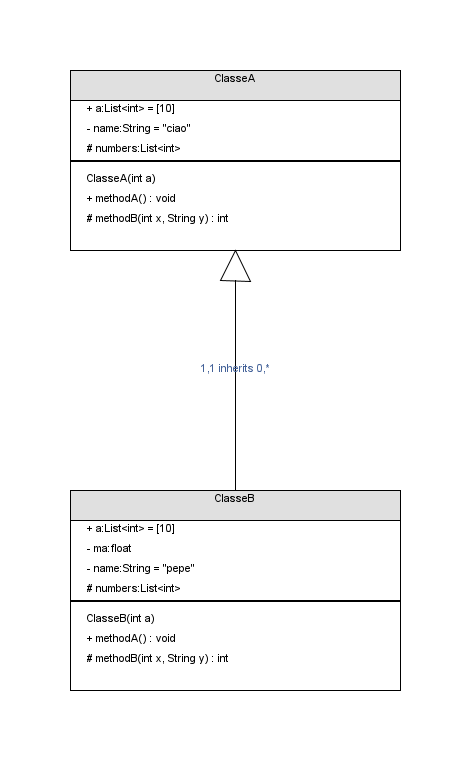 ClasseA
+ a:List<int> = [10]
- name:String = "ciao"
# numbers:List<int>
ClasseA(int a)
+ methodA() : void
# methodB(int x, String y) : int
1,1 inherits 0,*
ClasseB
+ a:List<int> = [10]
- ma:float
- name:String = "pepe"
# numbers:List<int>
ClasseB(int a)
+ methodA() : void
# methodB(int x, String y) : int